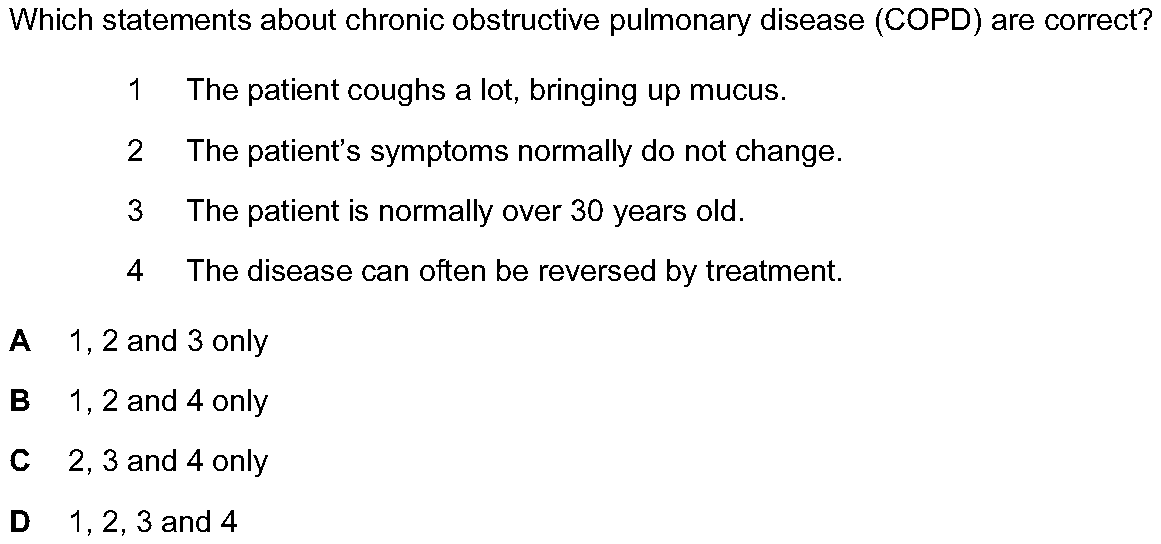 Which statements about chronic obstructive pulmonary disease (COPD) are correct?
1 The patient coughs a lot, bringing up mucus.
2 The patient’s symptoms normally do not change.
3 The patient is normally over 30 years old.
4 The disease can often be reversed by treatment.
A 1, 2 and 3 only
B 1, 2 and 4 only
C 2, 3 and 4 only
D 1, 2, 3 and 4